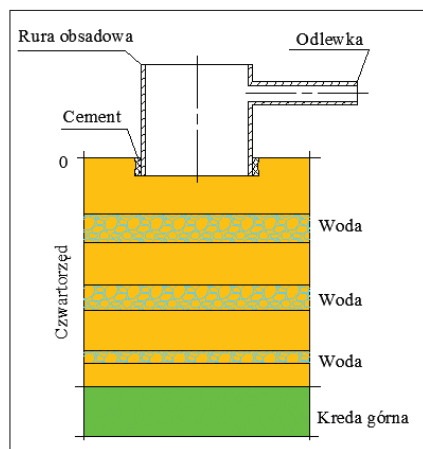 Rura obsadowa
Odlewka
Cement
0
Woda
Czwartorzęd
Woda
Woda
Kreda górna